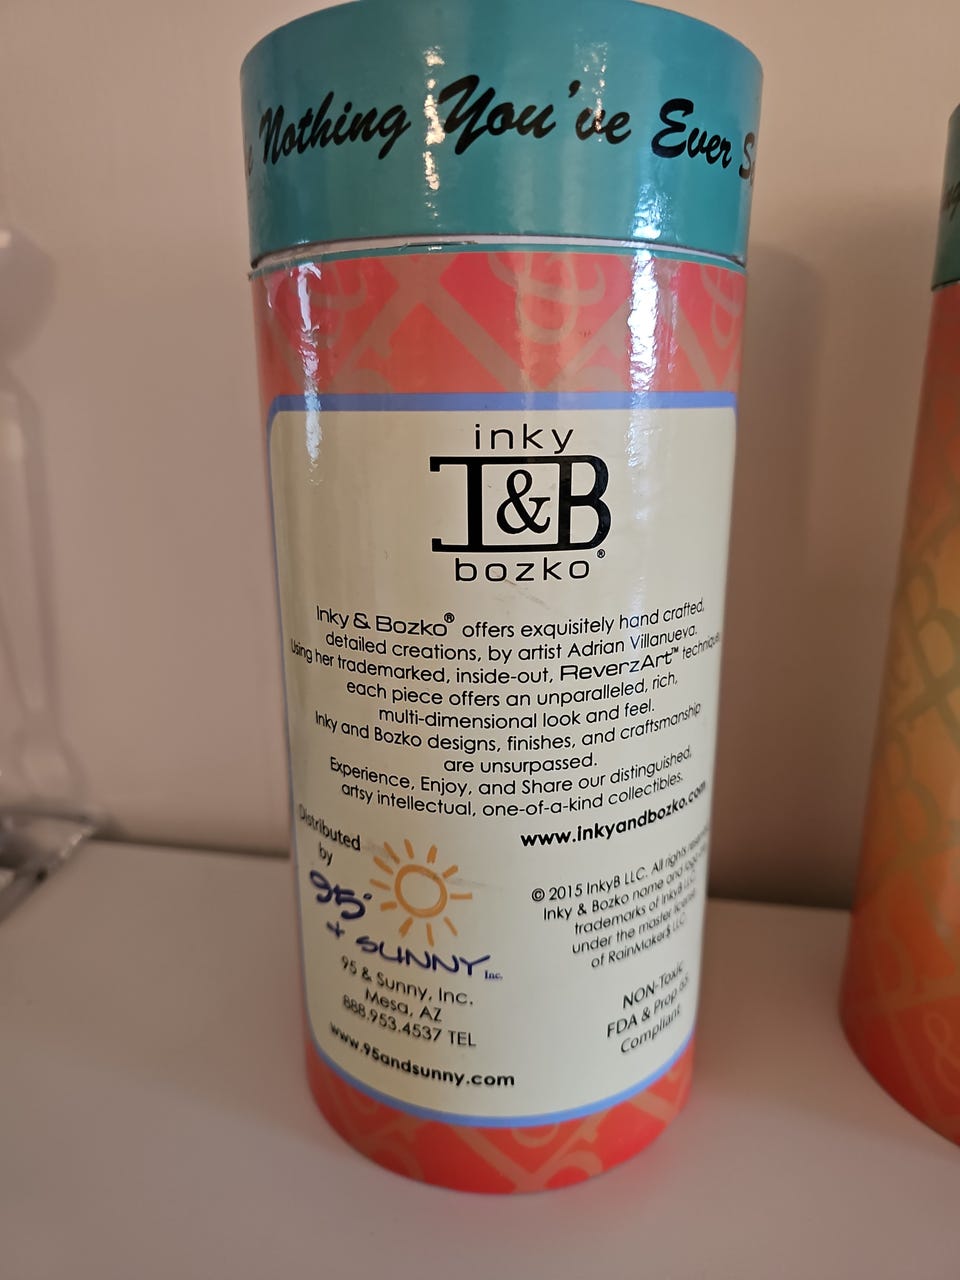 Nothing You've Ever
inky
I&B®
bozko
Inky & Bozko® offers exquisitely hand crafted,
detailed creations, by artist Adrian Villanueva.
Using her trademarked, inside-out, ReverzArt™ technique,
each piece offers an unparalleled, rich,
multi-dimensional look and feel.
Inky and Bozko designs, finishes, and craftsmanship
are unsurpassed.
Experience, Enjoy, and Share our distinguished,
artsy intellectual, one-of-a-kind collectibles.
www.inkyandbozko.com
Distributed
by
95°
+ SUNNY Inc.
95 & Sunny, Inc.
Mesa, AZ
888.953.4537 TEL
www.95andsunny.com
© 2015 InkyB LLC. All rights
Inky & Bozko name and logo
trademarks of InkyB LLC
under the master license
of RainMaker$ LLC
NON-Toxic
FDA & Prop 65
Compliant